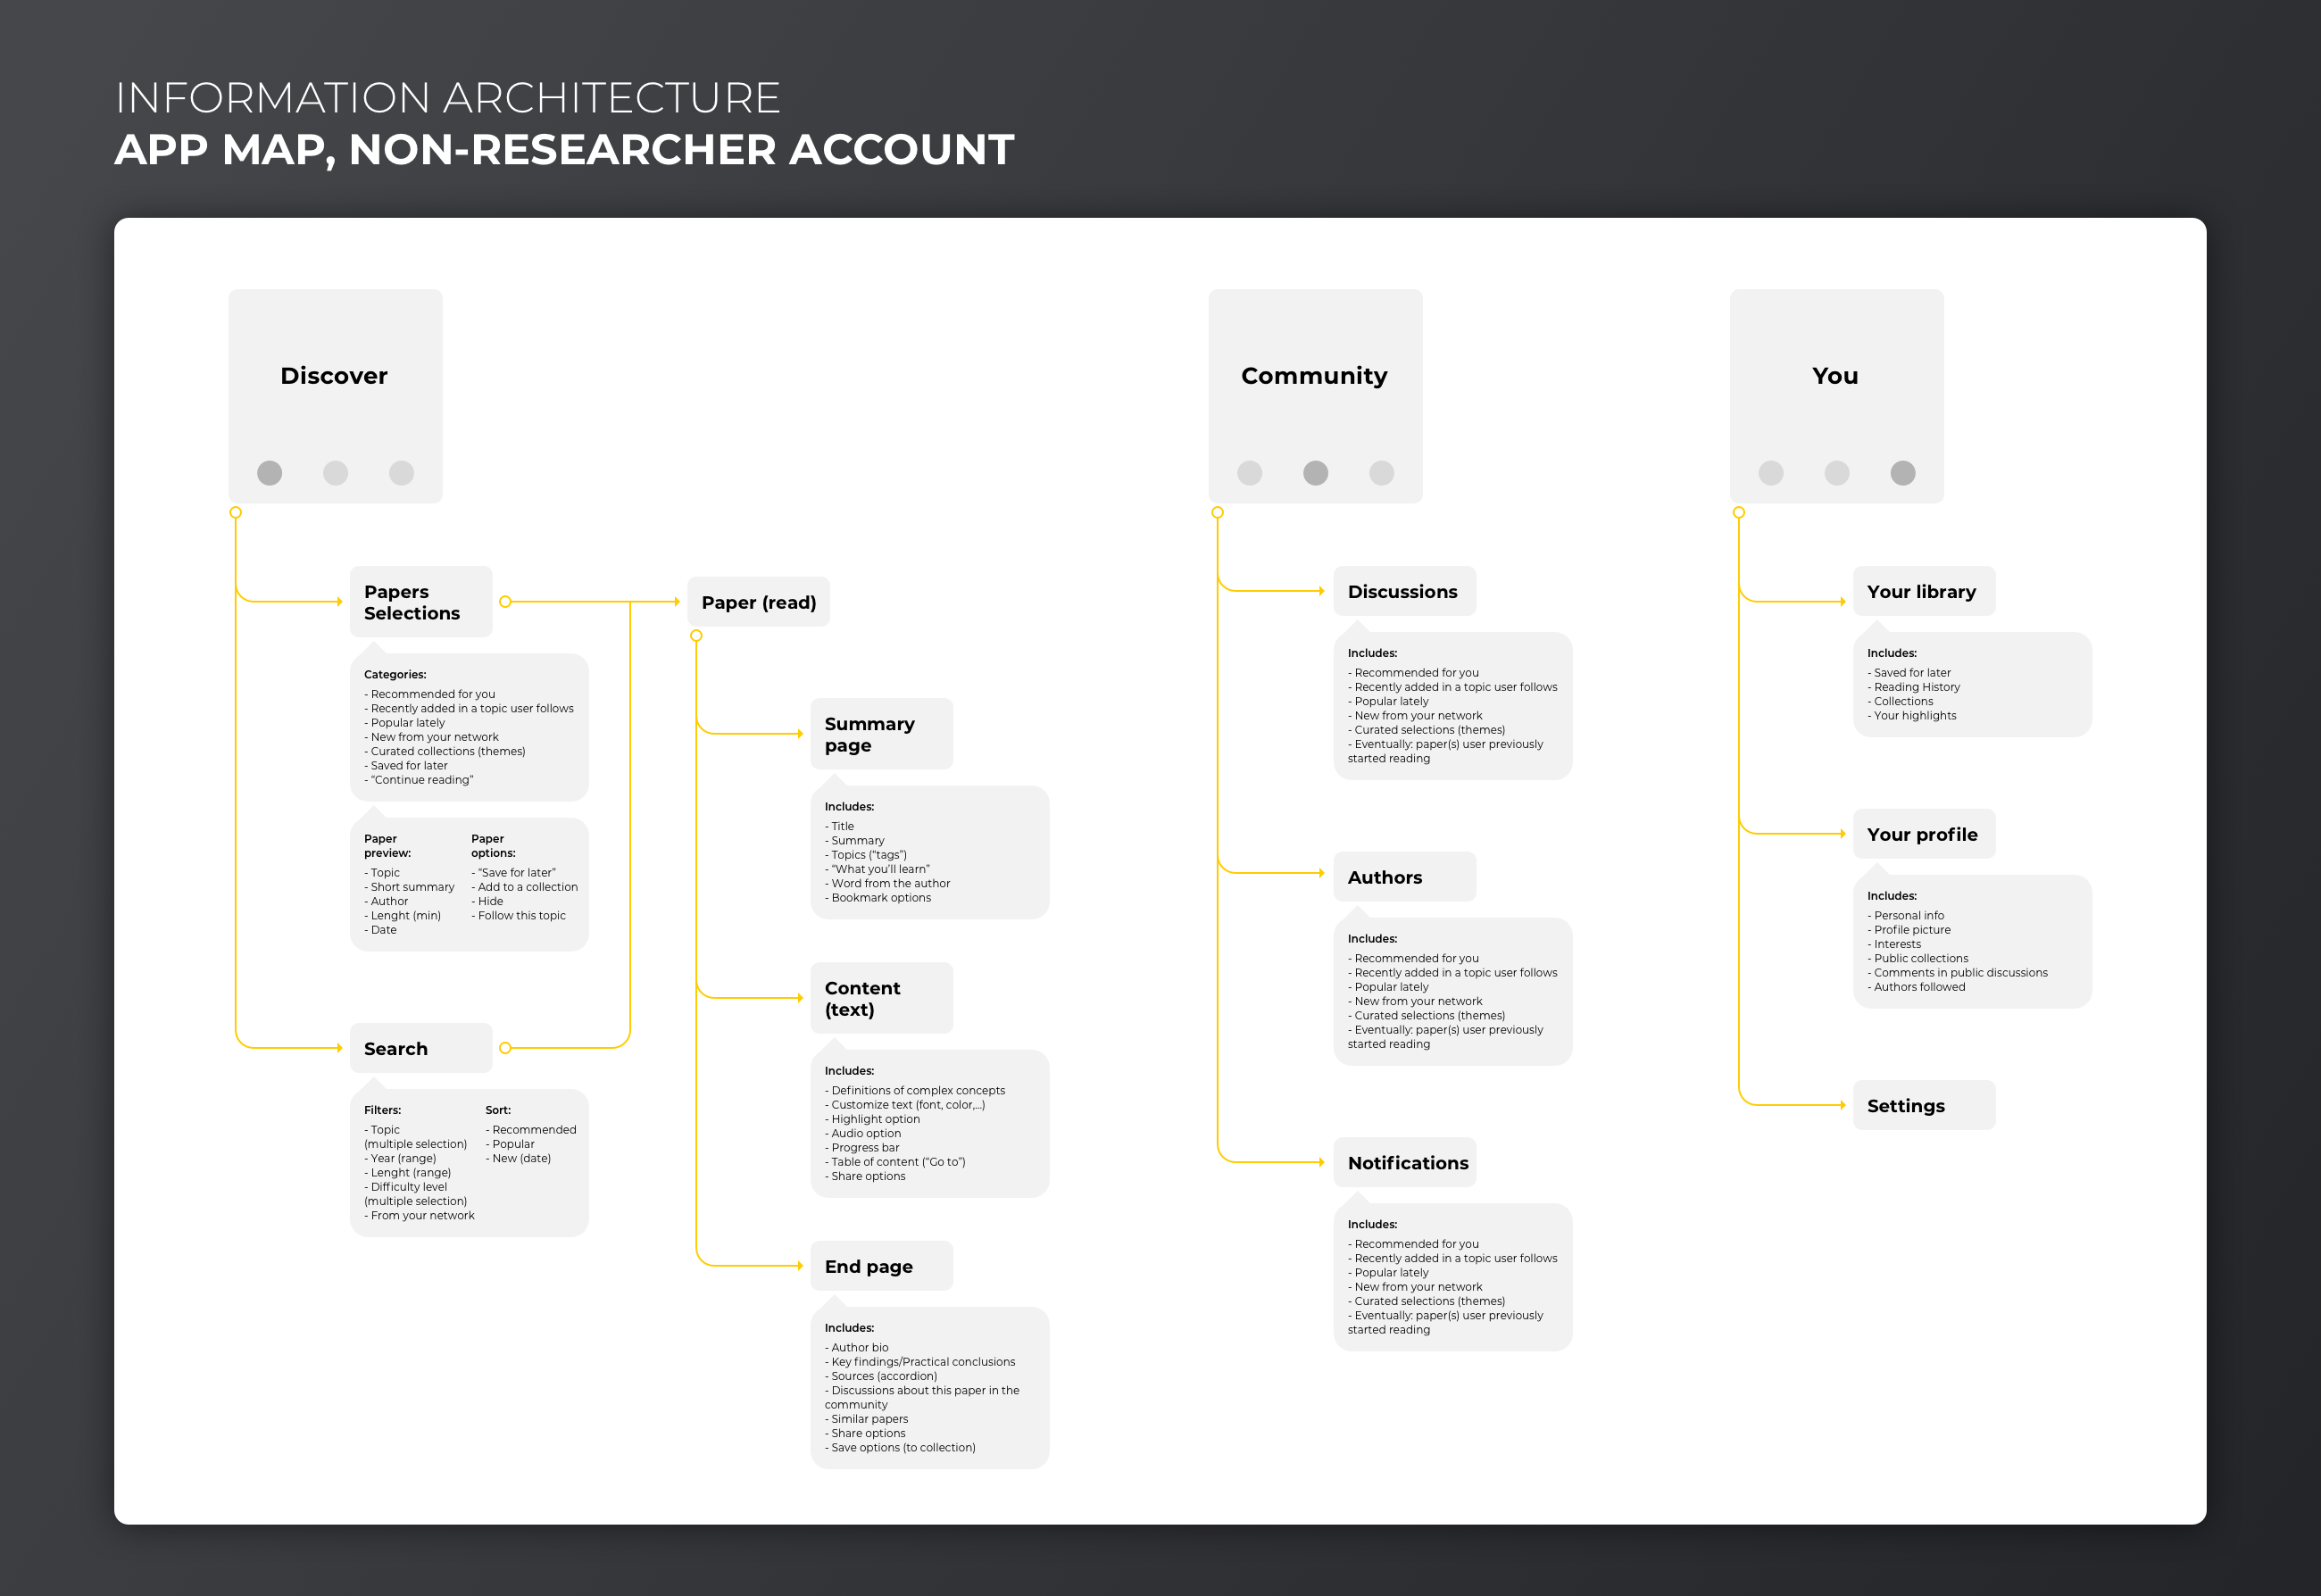 INFORMATION ARCHITECTURE
APP MAP, NON-RESEARCHER ACCOUNT
Discover
Papers
Selections
Categories:
- Recommended for you
- Recently added in a topic user follows
- Popular lately
- New from your network
- Curated collections (themes)
- Saved for later
- “Continue reading”
Paper
preview:
- Topic
- Short summary
- Author
- Lenght (min)
- Date
Paper
options:
- “Save for later”
- Add to a collection
- Hide
- Follow this topic
Search
Filters:
- Topic
(multiple selection)
- Year (range)
- Lenght (range)
- Difficulty level
(multiple selection)
- From your network
Sort:
- Recommended
- Popular
- New (date)
Paper (read)
Summary
page
Includes:
- Title
- Summary
- Topics (“tags”)
- “What you’ll learn”
- Word from the author
- Bookmark options
Content
(text)
Includes:
- Definitions of complex concepts
- Customize text (font, color,...)
- Highlight option
- Audio option
- Progress bar
- Table of content (“Go to”)
- Share options
End page
Includes:
- Author bio
- Key findings/Practical conclusions
- Sources (accordion)
- Discussions about this paper in the
community
- Similar papers
- Share options
- Save options (to collection)
Community
Discussions
Includes:
- Recommended for you
- Recently added in a topic user follows
- Popular lately
- New from your network
- Curated selections (themes)
- Eventually: paper(s) user previously
started reading
Authors
Includes:
- Recommended for you
- Recently added in a topic user follows
- Popular lately
- New from your network
- Curated selections (themes)
- Eventually: paper(s) user previously
started reading
Notifications
Includes:
- Recommended for you
- Recently added in a topic user follows
- Popular lately
- New from your network
- Curated selections (themes)
- Eventually: paper(s) user previously
started reading
You
Your library
Includes:
- Saved for later
- Reading History
- Collections
- Your highlights
Your profile
Includes:
- Personal info
- Profile picture
- Interests
- Public collections
- Comments in public discussions
- Authors followed
Settings